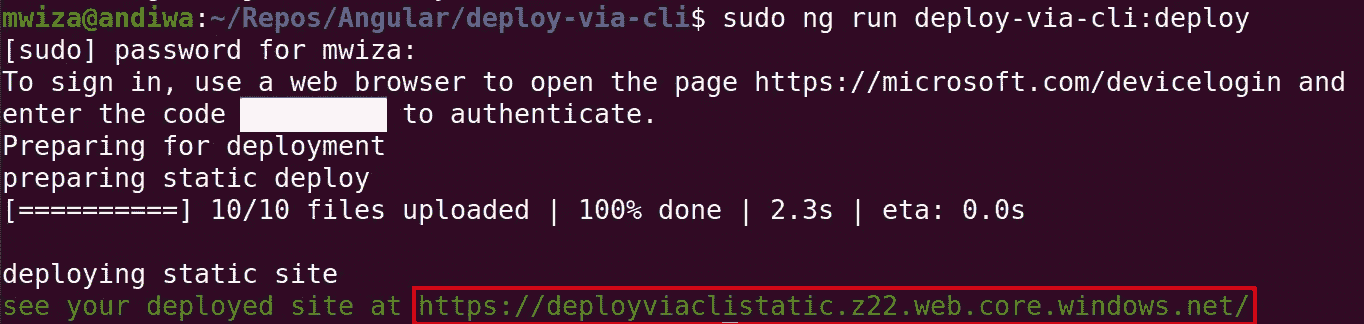 mwiza@andiwa:~/Repos/Angular/deploy-via-cli$ sudo ng run deploy-via-cli:deploy
[sudo] password for mwiza:
To sign in, use a web browser to open the page https://microsoft.com/devicelogin and
enter the code to authenticate.
Preparing for deployment
preparing static deploy
[==========] 10/10 files uploaded | 100% done | 2.3s | eta: 0.0s
deploying static site
see your deployed site at https://deployviaclistatic.z22.web.core.windows.net/